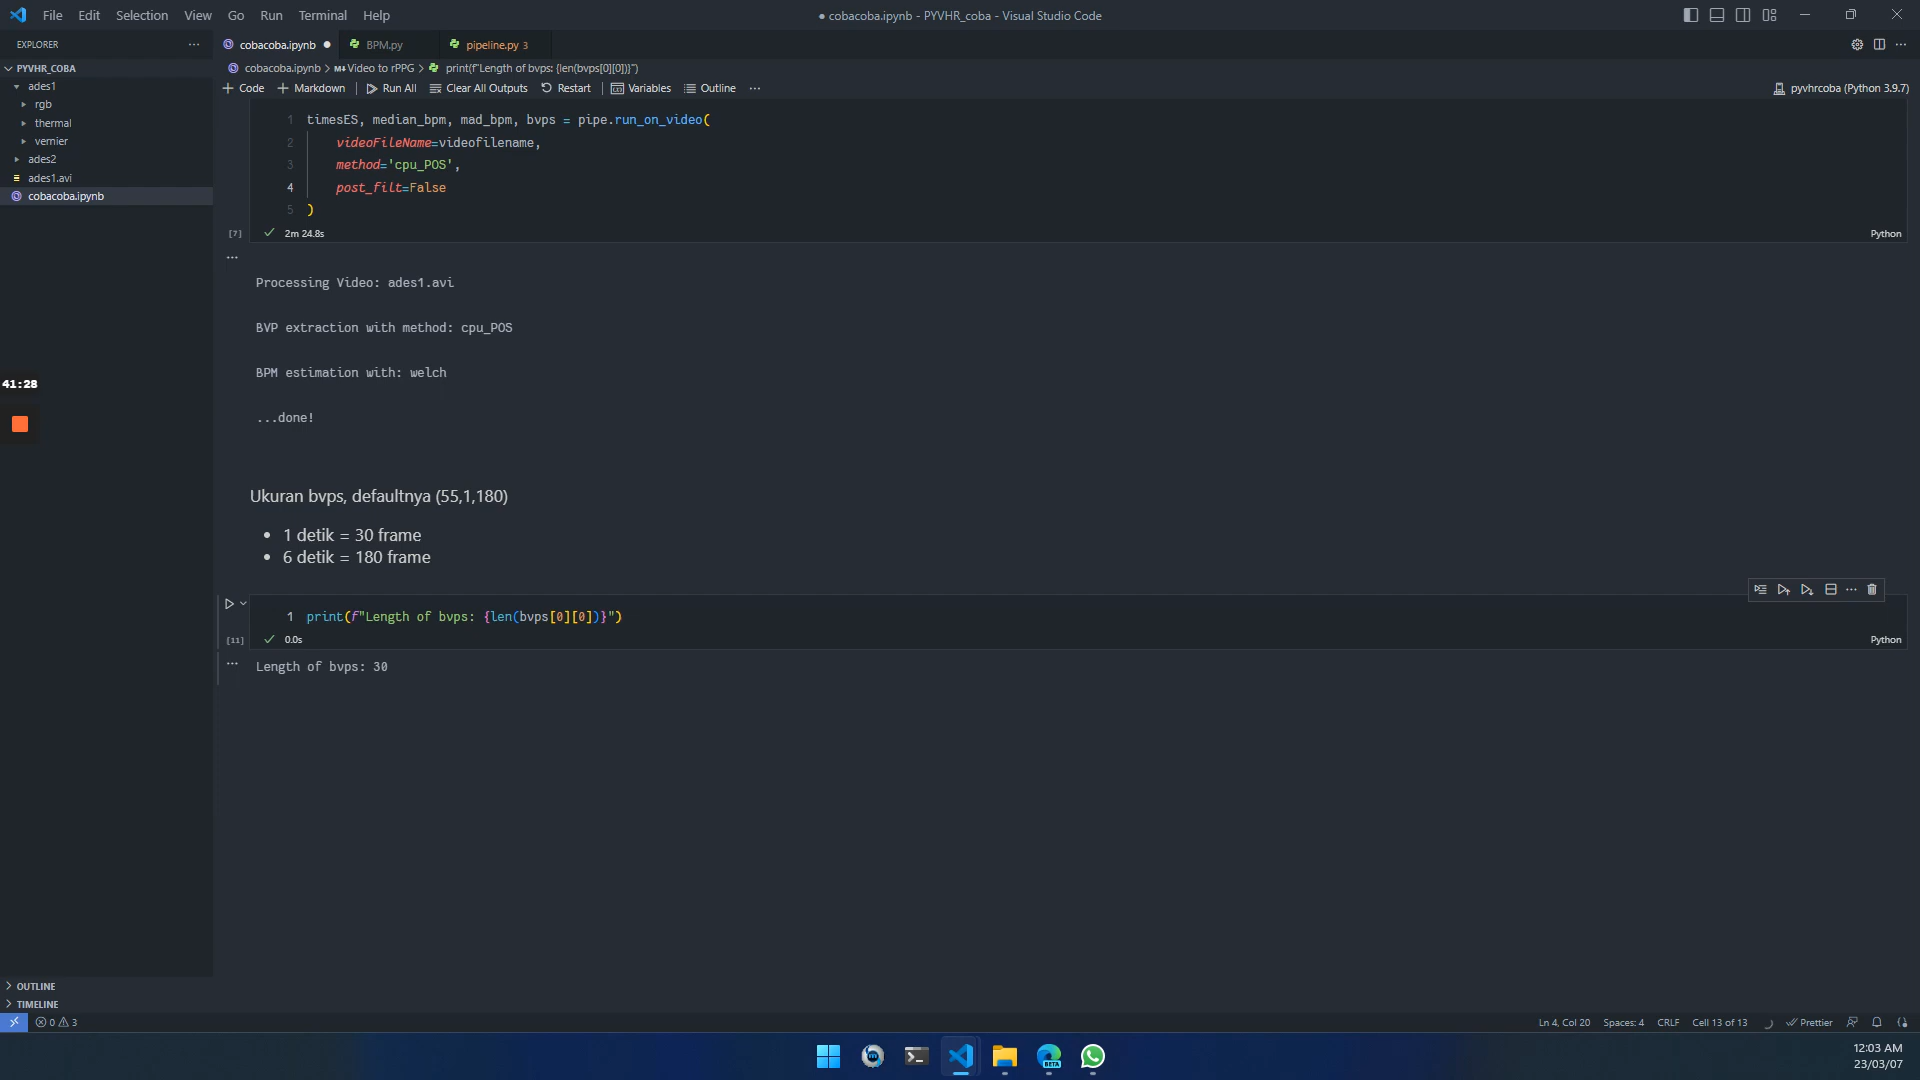 File Edit Selection View Go Run Terminal Help
● cobacoba.ipynb - PYVHR_coba - Visual Studio Code
EXPLORER
cobacoba.ipynb
BPM.py
pipeline.py 3
PYVHR_COBA
cobacoba.ipynb > M↓Video to rPPG > print(f"Length of bvps: {len(bvps[0][0])}")
ades1
+ Code + Markdown | Run All Clear All Outputs Restart | Variables Outline ...
pyvhrcoba (Python 3.9.7)
rgb
thermal
vernier
ades2
ades1.avi
cobacoba.ipynb
1 timesES, median_bpm, mad_bpm, bvps = pipe.run_on_video(
2 videoFileName=videofilename,
3 method='cpu_POS',
4 post_filt=False
5 )
[7] 2m 24.8s
Python
Processing Video: ades1.avi
BVP extraction with method: cpu_POS
BPM estimation with: welch
...done!
41:28
Ukuran bvps, defaultnya (55,1,180)
• 1 detik = 30 frame
• 6 detik = 180 frame
1 print(f"Length of bvps: {len(bvps[0][0])}")
[11] 0.0s
Python
Length of bvps: 30
OUTLINE
TIMELINE
0 3
Ln 4, Col 20 Spaces: 4 CRLF Cell 13 of 13 Prettier
BETA
12:03 AM
23/03/07